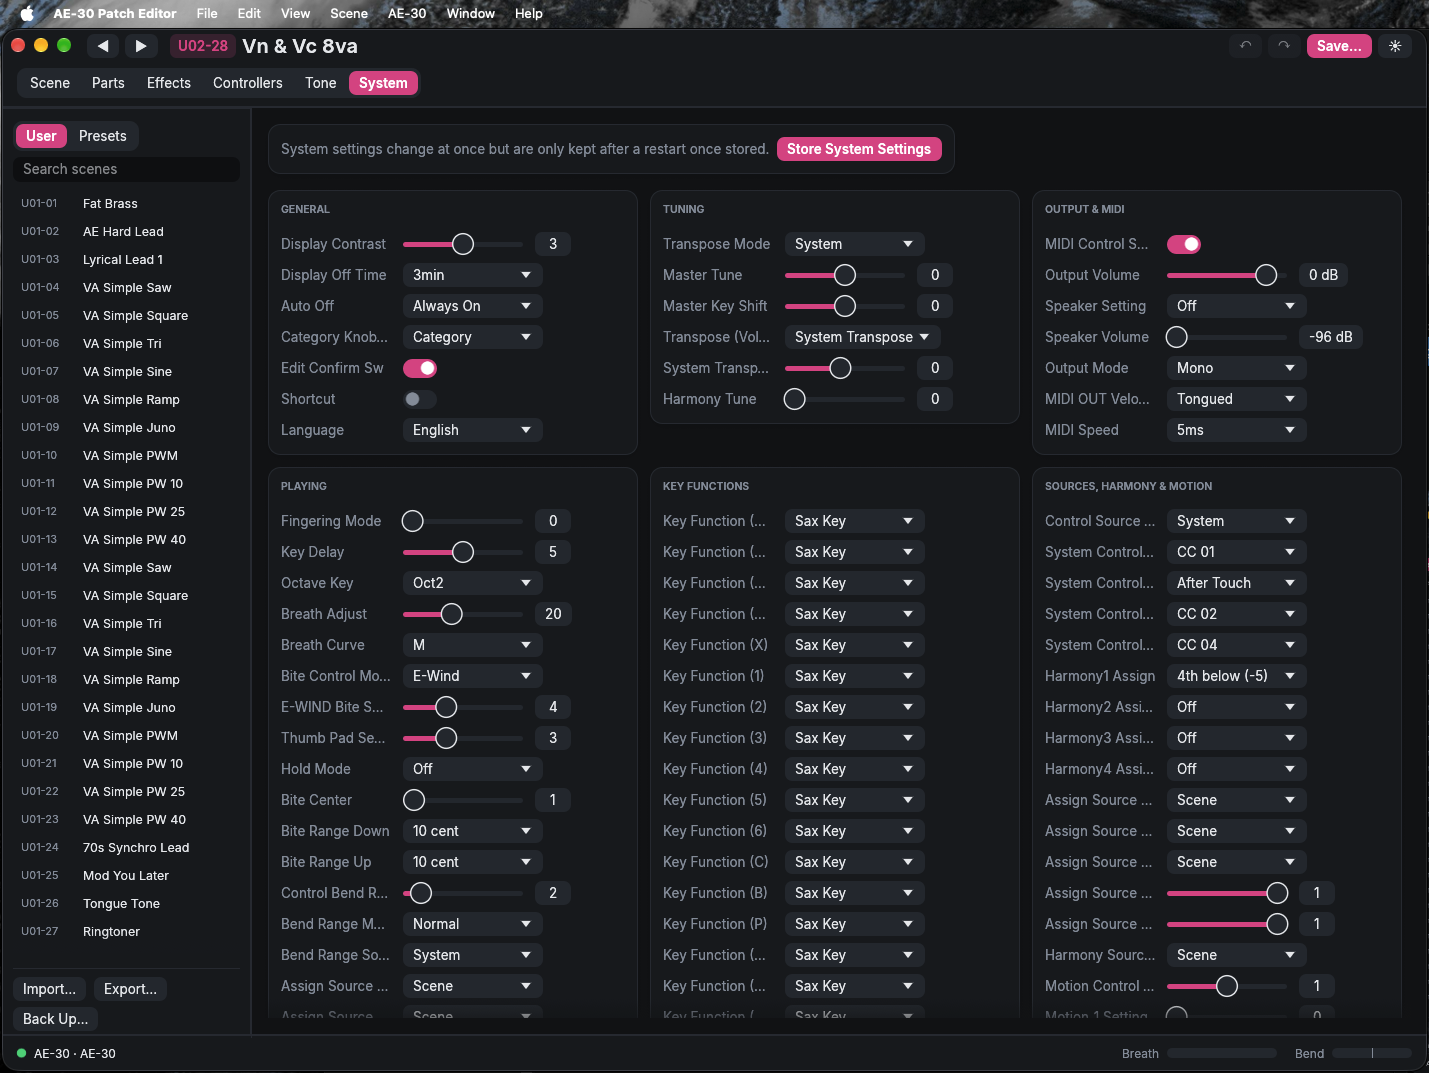 AE-30 Patch Editor File Edit View Scene AE-30 Window Help
U02-28 Vn & Vc 8va Save...
Scene Parts Effects Controllers Tone System
User Presets
Search scenes
U01-01 Fat Brass
U01-02 AE Hard Lead
U01-03 Lyrical Lead 1
U01-04 VA Simple Saw
U01-05 VA Simple Square
U01-06 VA Simple Tri
U01-07 VA Simple Sine
U01-08 VA Simple Ramp
U01-09 VA Simple Juno
U01-10 VA Simple PWM
U01-11 VA Simple PW 10
U01-12 VA Simple PW 25
U01-13 VA Simple PW 40
U01-14 VA Simple Saw
U01-15 VA Simple Square
U01-16 VA Simple Tri
U01-17 VA Simple Sine
U01-18 VA Simple Ramp
U01-19 VA Simple Juno
U01-20 VA Simple PWM
U01-21 VA Simple PW 10
U01-22 VA Simple PW 25
U01-23 VA Simple PW 40
U01-24 70s Synchro Lead
U01-25 Mod You Later
U01-26 Tongue Tone
U01-27 Ringtoner
Import... Export...
Back Up...
System settings change at once but are only kept after a restart once stored. Store System Settings
GENERAL
Display Contrast 3
Display Off Time 3min
Auto Off Always On
Category Knob... Category
Edit Confirm Sw
Shortcut
Language English
TUNING
Transpose Mode System
Master Tune 0
Master Key Shift 0
Transpose (Vol... System Transpose
System Transp... 0
Harmony Tune 0
OUTPUT & MIDI
MIDI Control S...
Output Volume 0 dB
Speaker Setting Off
Speaker Volume -96 dB
Output Mode Mono
MIDI OUT Velo... Tongued
MIDI Speed 5ms
PLAYING
Fingering Mode 0
Key Delay 5
Octave Key Oct2
Breath Adjust 20
Breath Curve M
Bite Control Mo... E-Wind
E-WIND Bite S... 4
Thumb Pad Se... 3
Hold Mode Off
Bite Center 1
Bite Range Down 10 cent
Bite Range Up 10 cent
Control Bend R... 2
Bend Range M... Normal
Bend Range So... System
Assign Source ... Scene
Assign Source ... Scene
KEY FUNCTIONS
Key Function (... Sax Key
Key Function (... Sax Key
Key Function (... Sax Key
Key Function (... Sax Key
Key Function (X) Sax Key
Key Function (1) Sax Key
Key Function (2) Sax Key
Key Function (3) Sax Key
Key Function (4) Sax Key
Key Function (5) Sax Key
Key Function (6) Sax Key
Key Function (C) Sax Key
Key Function (B) Sax Key
Key Function (P) Sax Key
Key Function (... Sax Key
Key Function (... Sax Key
Key Function (... Sax Key
SOURCES, HARMONY & MOTION
Control Source ... System
System Control... CC 01
System Control... After Touch
System Control... CC 02
System Control... CC 04
Harmony1 Assign 4th below (-5)
Harmony2 Assi... Off
Harmony3 Assi... Off
Harmony4 Assi... Off
Assign Source ... Scene
Assign Source ... Scene
Assign Source ... Scene
Assign Source ... 1
Assign Source ... 1
Harmony Sourc... Scene
Motion Control ... 1
Motion 1 Setting 0
AE-30 · AE-30 Breath Bend